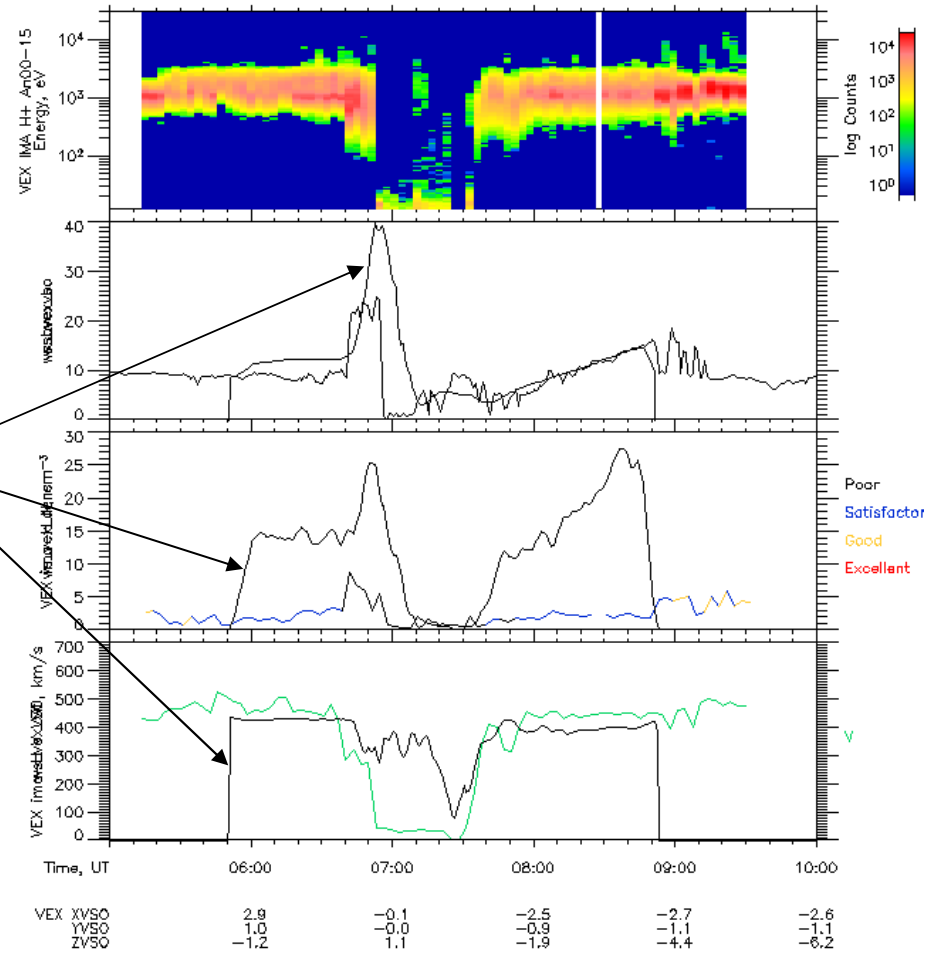 VEX IMA H+ An00-15
Energy, eV
10⁴
10³
10²
log Counts
10⁴
10³
10²
10¹
10⁰
40
30
20
10
0
30
25
20
15
10
5
0
Poor
Satisfactor
Good
Excellent
700
600
500
400
300
200
100
0
V
Time, UT
06:00 07:00 08:00 09:00 10:00
VEX XVSO 2.9 -0.1 -2.5 -2.7 -2.6
YVSO 1.0 -0.0 -0.9 -1.1 -1.1
ZVSO -1.2 1.1 -1.9 -4.4 -6.2